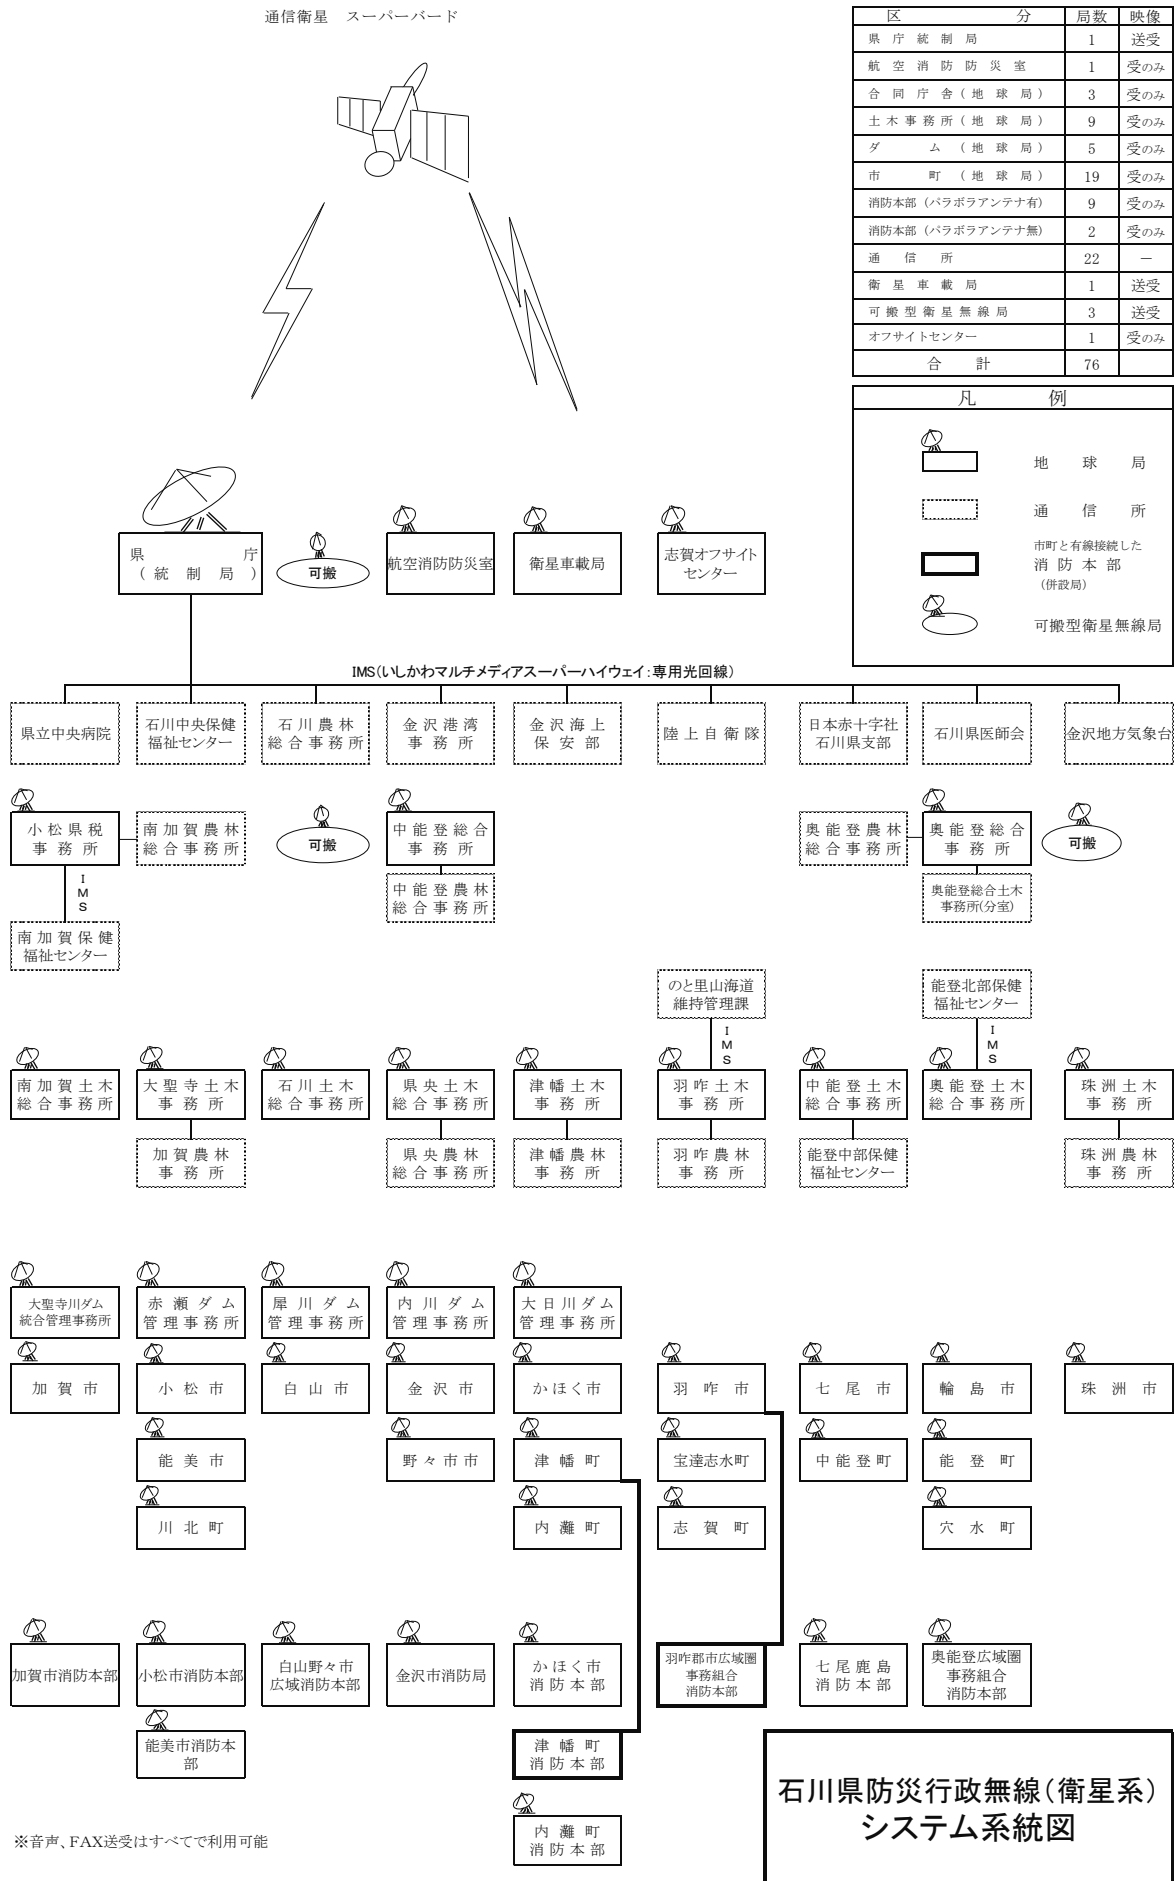 通信衛星 スーパーバード
区 分 局数 映像
県庁統制局 1 送受
航空消防防災室 1 受のみ
合同庁舎(地球局) 3 受のみ
土木事務所(地球局) 9 受のみ
ダム(地球局) 5 受のみ
市町(地球局) 19 受のみ
消防本部(パラボラアンテナ有) 9 受のみ
消防本部(パラボラアンテナ無) 2 受のみ
通信所 22 －
衛星車載局 1 送受
可搬型衛星無線局 3 送受
オフサイトセンター 1 受のみ
合計 76
凡 例
地球局
通信所
市町と有線接続した
消防本部
(併設局)
可搬型衛星無線局
県庁
(統制局)
可搬
航空消防防災室
衛星車載局
志賀オフサイト
センター
IMS(いしかわマルチメディアスーパーハイウェイ:専用光回線)
県立中央病院
石川中央保健
福祉センター
石川農林
総合事務所
金沢港湾
事務所
金沢海上
保安部
陸上自衛隊
日本赤十字社
石川県支部
石川県医師会
金沢地方気象台
小松県税
事務所
南加賀農林
総合事務所
可搬
中能登総合
事務所
奥能登農林
総合事務所
奥能登総合
事務所
可搬
IMS
中能登農林
総合事務所
奥能登総合土木
事務所(分室)
南加賀保健
福祉センター
のと里山海道
維持管理課
能登北部保健
福祉センター
IMS
IMS
南加賀土木
総合事務所
大聖寺土木
事務所
石川土木
総合事務所
県央土木
総合事務所
津幡土木
事務所
羽咋土木
事務所
中能登土木
総合事務所
奥能登土木
総合事務所
珠洲土木
事務所
加賀農林
事務所
県央農林
総合事務所
津幡農林
事務所
羽咋農林
事務所
能登中部保健
福祉センター
珠洲農林
事務所
大聖寺川ダム
統合管理事務所
赤瀬ダム
管理事務所
犀川ダム
管理事務所
内川ダム
管理事務所
大日川ダム
管理事務所
加賀市
小松市
白山市
金沢市
かほく市
羽咋市
七尾市
輪島市
珠洲市
能美市
野々市市
津幡町
宝達志水町
中能登町
能登町
川北町
内灘町
志賀町
穴水町
加賀市消防本部
小松市消防本部
白山野々市
広域消防本部
金沢市消防局
かほく市
消防本部
羽咋郡市広域圏
事務組合
消防本部
七尾鹿島
消防本部
奥能登広域圏
事務組合
消防本部
能美市消防本
部
津幡町
消防本部
内灘町
消防本部
石川県防災行政無線(衛星系)
システム系統図
※音声、FAX送受はすべてで利用可能